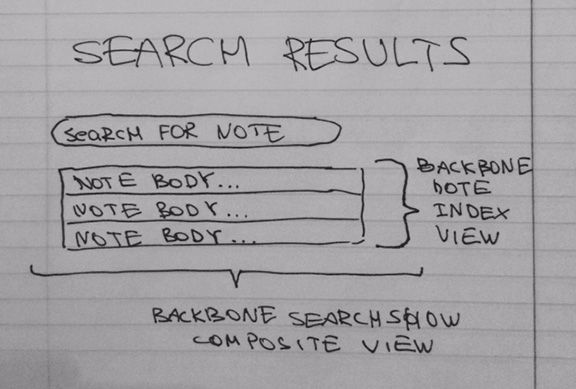 SEARCH RESULTS
SEARCH FOR NOTE
NOTE BODY...
NOTE BODY...
NOTE BODY...
BACKBONE
NOTE
INDEX
VIEW
BACKBONE SEARCHSHOW
COMPOSITE VIEW